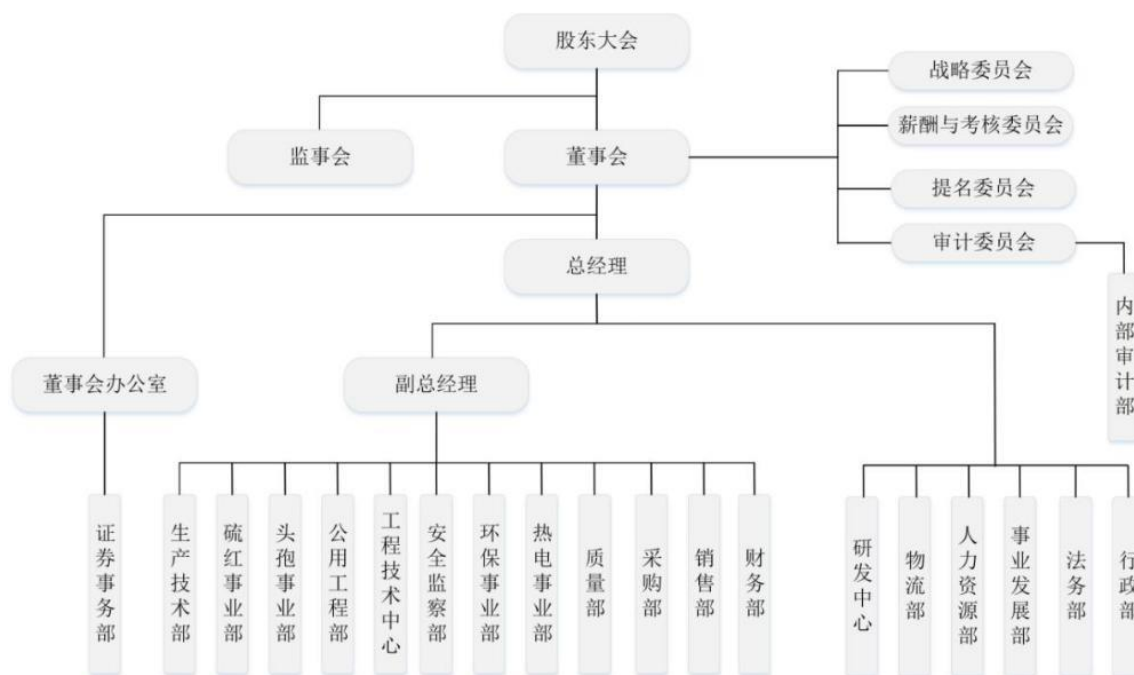 股东大会
战略委员会
薪酬与考核委员会
监事会
董事会
提名委员会
审计委员会
总经理
内部审计部
董事会办公室
副总经理
证券事务部
生产技术部
硫红事业部
头孢事业部
公用工程部
工程技术中心
安全监察部
环保事业部
热电事业部
质量部
采购部
销售部
财务部
研发中心
物流部
人力资源部
事业发展部
法务部
行政部